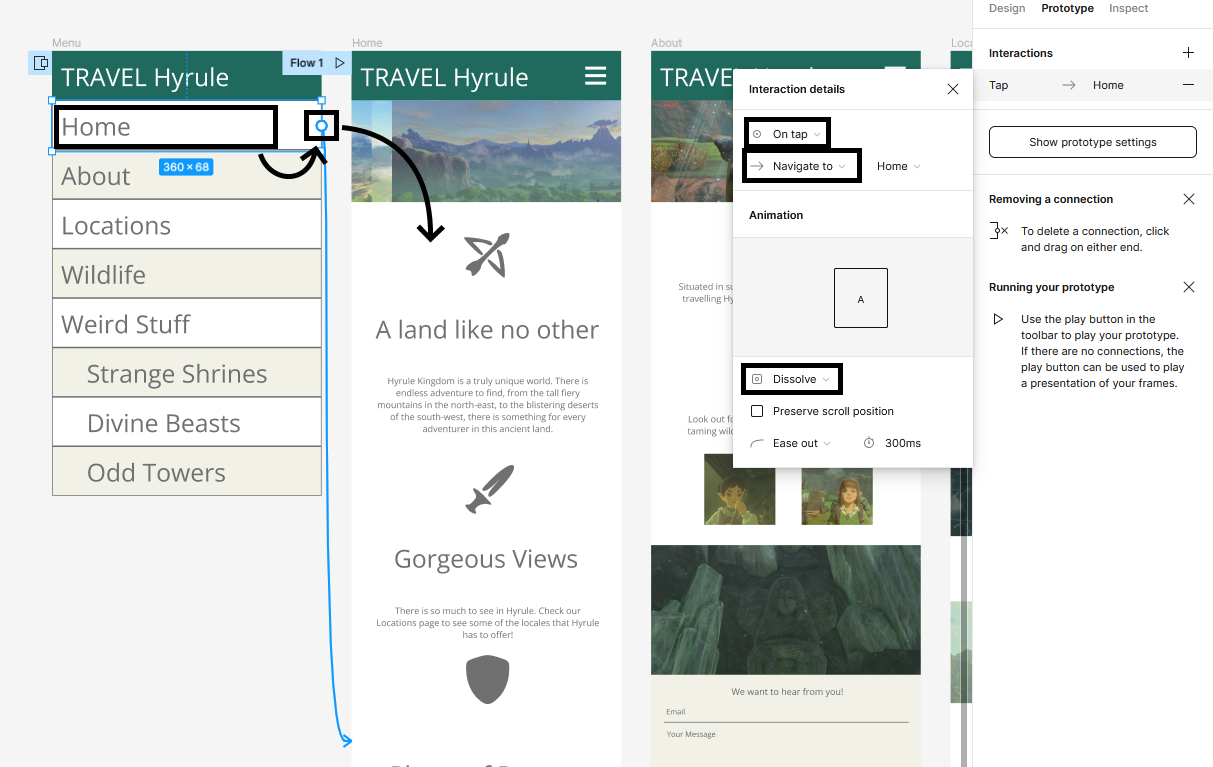 Design Prototype Inspect
Menu
Home
About
Loca
TRAVEL Hyrule
Flow 1
TRAVEL Hyrule
TRAVEL Hyrule
Home
360 × 68
About
Locations
Wildlife
Weird Stuff
Strange Shrines
Divine Beasts
Odd Towers
A land like no other
Hyrule Kingdom is a truly unique world. There is
endless adventure to find, from the tall fiery
mountains in the north-east, to the blistering deserts
of the south-west, there is something for every
adventurer in this ancient land.
Gorgeous Views
There is so much to see in Hyrule. Check our
Locations page to see some of the locales that Hyrule
has to offer!
Situated in su
travelling Hy
Look out fo
taming wild
We want to hear from you!
Email
Your Message
Interaction details
On tap
Navigate to Home
Animation
A
Dissolve
Preserve scroll position
Ease out 300ms
Interactions
Tap Home
Show prototype settings
Removing a connection
To delete a connection, click
and drag on either end.
Running your prototype
Use the play button in the
toolbar to play your prototype.
If there are no connections, the
play button can be used to play
a presentation of your frames.